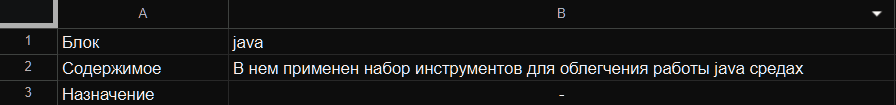 A B
1 Блок java
2 Содержимое В нем применен набор инструментов для облегчения работы java средах
3 Назначение -